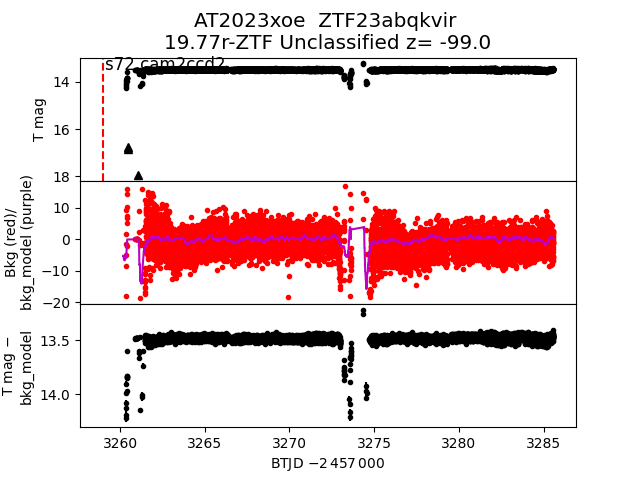 AT2023xoe  ZTF23abqkvir
19.77r-ZTF Unclassified z= -99.0
s72 cam2ccd2
T mag
14
16
18
Bkg (red)/
bkg_model (purple)
10
0
−10
−20
T mag −
bkg_model
13.5
14.0
3260
3265
3270
3275
3280
3285
BTJD −2 457 000